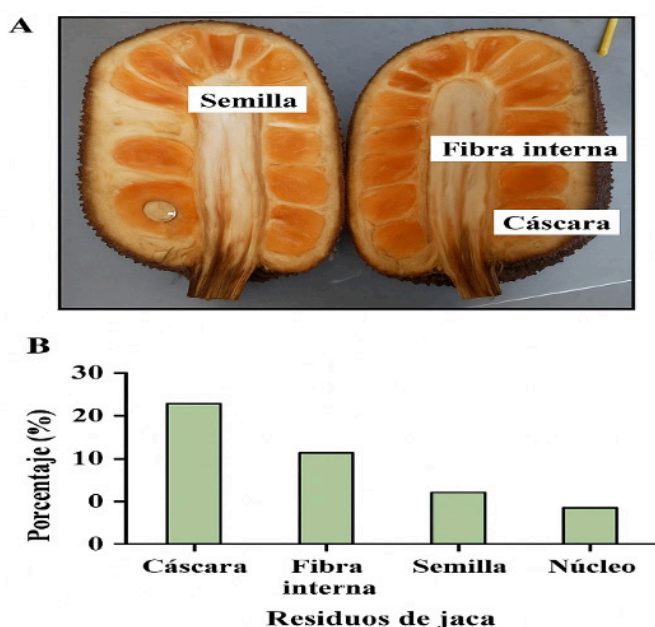 A
Semilla
Fibra interna
Cáscara
B
Porcentaje (%)
30
20
10
0
0
Cáscara
Fibra interna
Semilla
Núcleo
Residuos de jaca